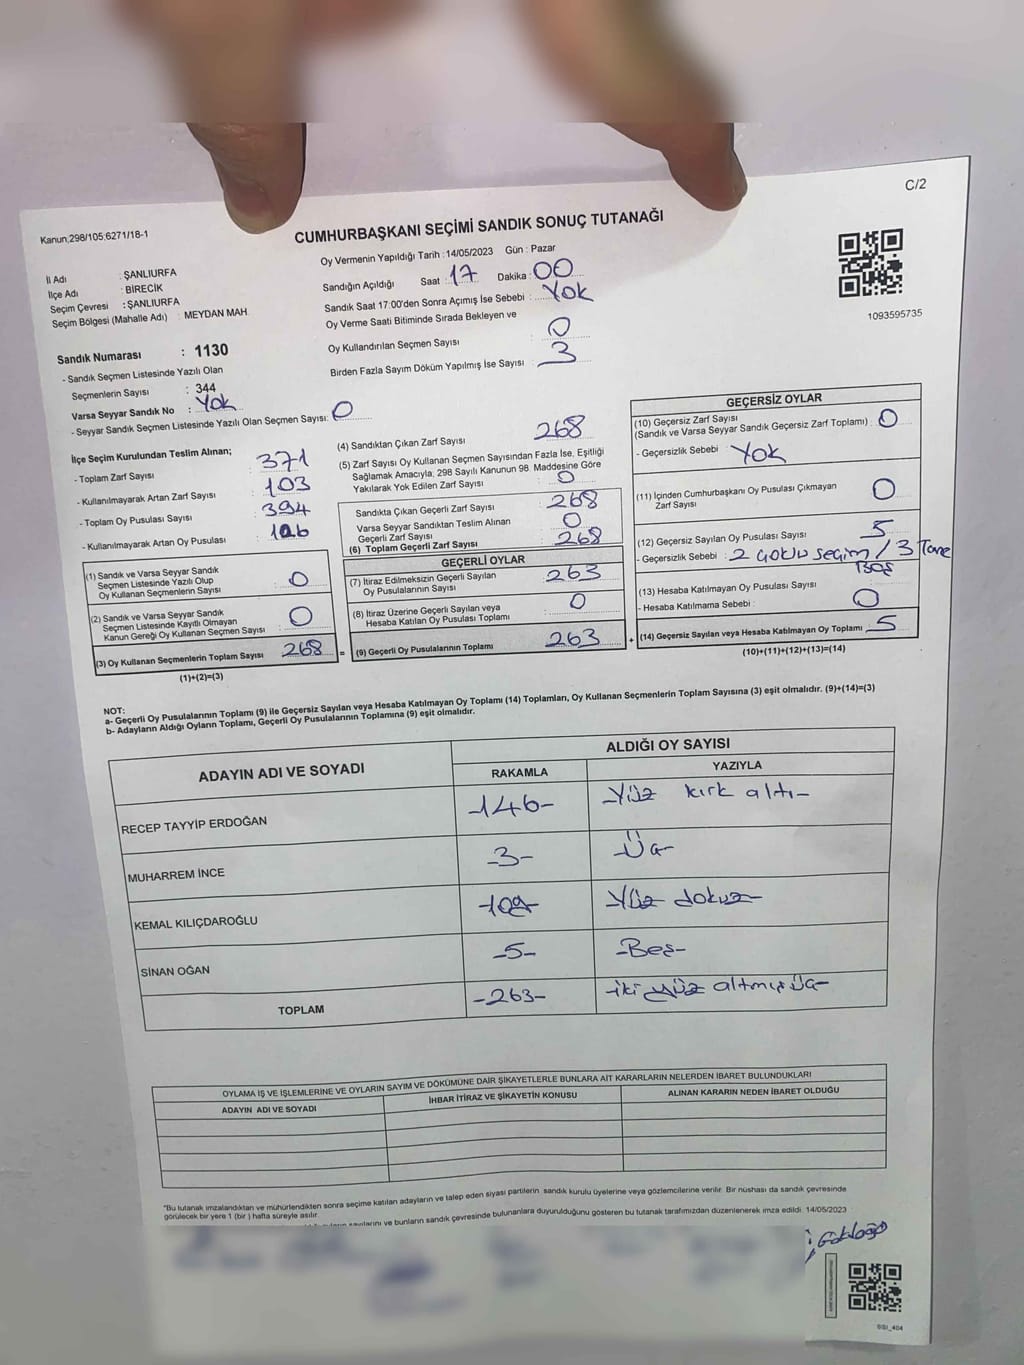 C/2
Kanun,298/105;6271/18-1
CUMHURBAŞKANI SEÇİMİ SANDIK SONUÇ TUTANAĞI
Oy Vermenin Yapıldığı Tarih : 14/05/2023 Gün : Pazar
İl Adı : ŞANLIURFA
İlçe Adı : BİRECİK
Seçim Çevresi : ŞANLIURFA
Seçim Bölgesi (Mahalle Adı) : MEYDAN MAH.
Sandığın Açıldığı Saat : 17 Dakika : 00
Sandık Saat 17:00'den Sonra Açımış İse Sebebi : Yok
Oy Verme Saati Bitiminde Sırada Bekleyen ve
Oy Kullandırılan Seçmen Sayısı : 0
Birden Fazla Sayım Döküm Yapılmış İse Sayısı : 3
1093595735
Sandık Numarası : 1130
- Sandık Seçmen Listesinde Yazılı Olan
Seçmenlerin Sayısı : 344
Varsa Seyyar Sandık No : Yok
- Seyyar Sandık Seçmen Listesinde Yazılı Olan Seçmen Sayısı: 0
İlçe Seçim Kurulundan Teslim Alınan;
- Toplam Zarf Sayısı : 371
- Kullanılmayarak Artan Zarf Sayısı : 103
- Toplam Oy Pusulası Sayısı : 394
- Kullanılmayarak Artan Oy Pusulası :
(1) Sandık ve Varsa Seyyar Sandık
Seçmen Listesinde Yazılı Olup
Oy Kullanan Seçmenlerin Sayısı : 0
(2) Sandık ve Varsa Seyyar Sandık
Seçmen Listesinde Kayıtlı Olmayan
Kanun Gereği Oy Kullanan Seçmen Sayısı : 0
(3) Oy Kullanan Seçmenlerin Toplam Sayısı 268
(1)+(2)=(3)
(4) Sandıktan Çıkan Zarf Sayısı : 268
(5) Zarf Sayısı Oy Kullanan Seçmen Sayısından Fazla İse, Eşitliği
Sağlamak Amacıyla, 298 Sayılı Kanunun 98. Maddesine Göre
Yakılarak Yok Edilen Zarf Sayısı : 0
Sandıkta Çıkan Geçerli Zarf Sayısı : 268
Varsa Seyyar Sandıktan Teslim Alınan
Geçerli Zarf Sayısı : 0
(6) Toplam Geçerli Zarf Sayısı : 268
GEÇERLİ OYLAR
(7) İtiraz Edilmeksizin Geçerli Sayılan
Oy Pusulasının Sayısı : 263
(8) İtiraz Üzerine Geçerli Sayılan veya
Hesaba Katılan Oy Pusulası Toplamı : 0
= (9) Geçerli Oy Pusulalarının Toplamı : 263
GEÇERSİZ OYLAR
(10) Geçersiz Zarf Sayısı
(Sandık ve Varsa Seyyar Sandık Geçersiz Zarf Toplamı) : 0
- Geçersizlik Sebebi : Yok
(11) İçinden Cumhurbaşkanı Oy Pusulası Çıkmayan
Zarf Sayısı : 0
(12) Geçersiz Sayılan Oy Pusulası Sayısı : 5
- Geçersizlik Sebebi : 2 çoklu seçim / 3 Tane
Boş
(13) Hesaba Katılmayan Oy Pusulası Sayısı : 0
- Hesaba Katılmama Sebebi :
+ (14) Geçersiz Sayılan veya Hesaba Katılmayan Oy Toplamı : 5
(10)+(11)+(12)+(13)=(14)
NOT:
a- Geçerli Oy Pusulalarının Toplamı (9) ile Geçersiz Sayılan veya Hesaba Katılmayan Oy Toplamı (14) Toplamları, Oy Kullanan Seçmenlerin Toplam Sayısına (3) eşit olmalıdır. (9)+(14)=(3)
b- Adayların Aldığı Oyların Toplamı, Geçerli Oy Pusulalarının Toplamına (9) eşit olmalıdır.
ADAYIN ADI VE SOYADI
ALDIĞI OY SAYISI
RAKAMLA YAZIYLA
RECEP TAYYİP ERDOĞAN -146- -Yüz kırk altı-
MUHARREM İNCE -3- -Üç-
KEMAL KILIÇDAROĞLU -109- -Yüz dokuz-
SİNAN OĞAN -5- -Beş-
TOPLAM -263- -iki yüz altmış üç-
OYLAMA İŞ VE İŞLEMLERİNE VE OYLARIN SAYIM VE DÖKÜMÜNE DAİR ŞİKAYETLERLE BUNLARA AİT KARARLARIN NELERDEN İBARET BULUNDUKLARI
ADAYIN ADI VE SOYADI İHBAR İTİRAZ VE ŞİKAYETİN KONUSU ALINAN KARARIN NEDEN İBARET OLDUĞU
"Bu tutanak imzalandıktan ve mühürlendikten sonra seçime katılan adayların ve talep eden siyasi partilerin sandık kurulu üyelerine veya gözlemcilerine verilir. Bir nüshası da sandık çevresinde
görülecek bir yere 1 (bir ) hafta süreyle asılır.
sayılarını ve bunların sandık çevresinde bulunanlara duyurulduğunu gösteren bu tutanak tarafımızdan düzenlenerek imza edildi. 14/05/2023